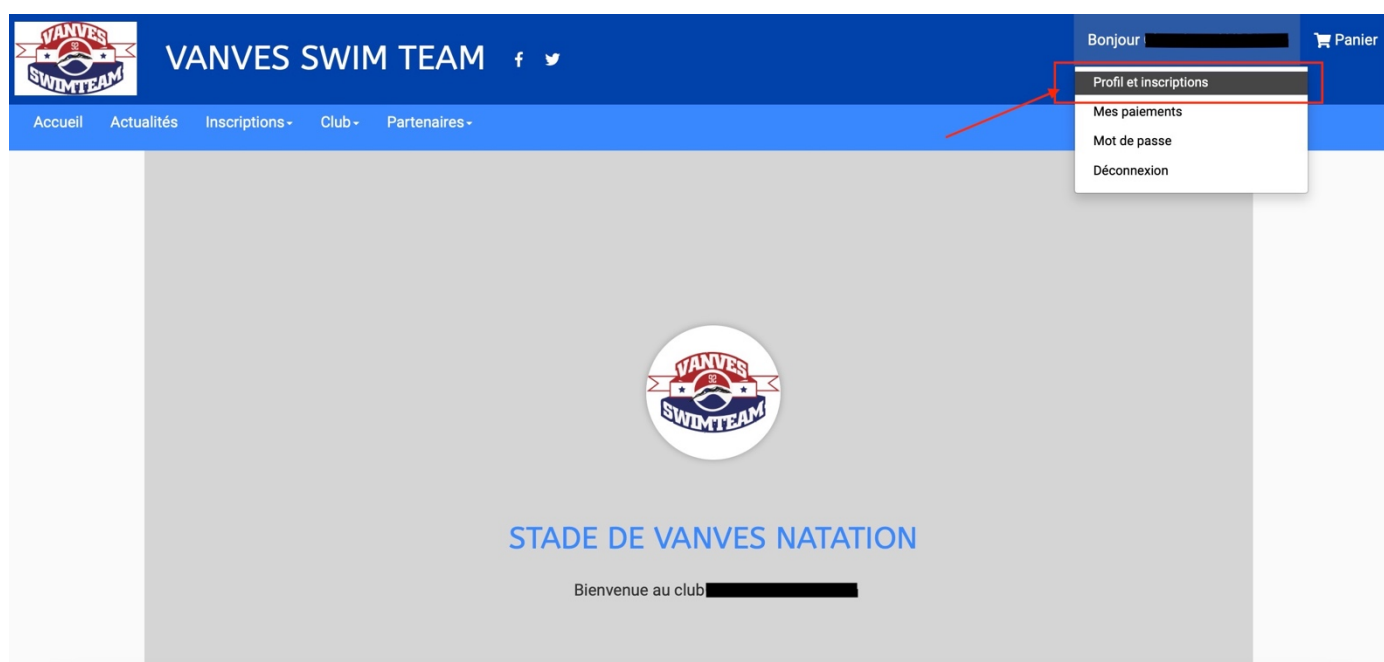 VANVES
92
SWIMTEAM
VANVES SWIM TEAM
Bonjour
Panier
Profil et inscriptions
Mes paiements
Mot de passe
Déconnexion
Accueil Actualités Inscriptions Club Partenaires
VANVES
92
SWIMTEAM
STADE DE VANVES NATATION
Bienvenue au club